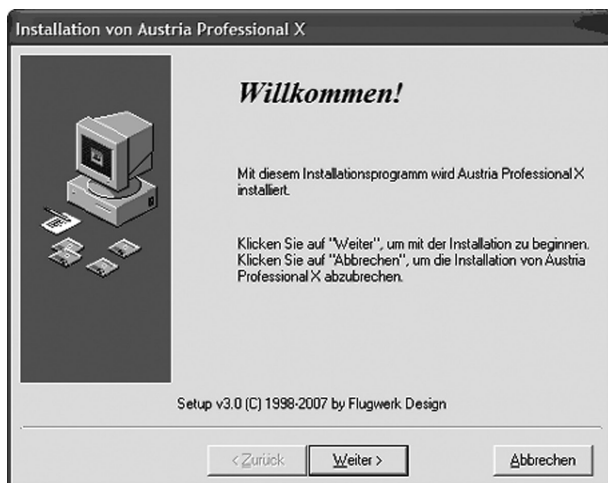 Installation von Austria Professional X
Willkommen!
Mit diesem Installationsprogramm wird Austria Professional X
installiert.
Klicken Sie auf "Weiter", um mit der Installation zu beginnen.
Klicken Sie auf "Abbrechen", um die Installation von Austria
Professional X abzubrechen.
Setup v3.0 (C) 1998-2007 by Flugwerk Design
< Zurück
Weiter >
Abbrechen